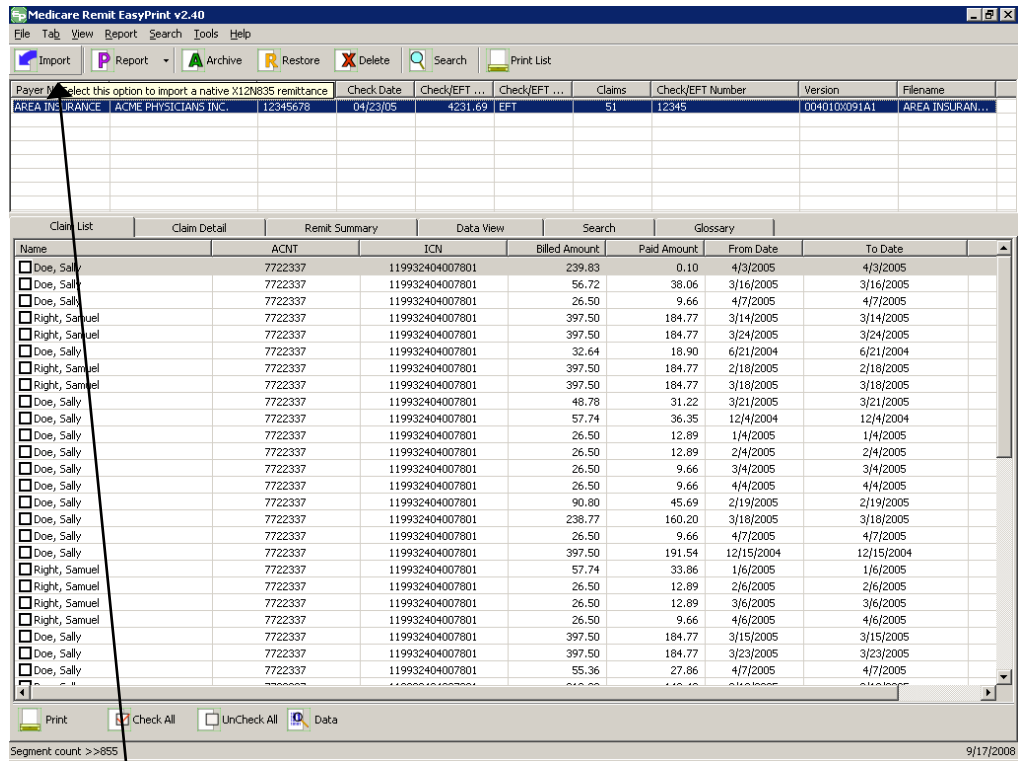 Medicare Remit EasyPrint v2.40
File Tab View Report Search Tools Help
Import Report Archive Restore Delete Search Print List
Payer N Select this option to import a native X12N835 remittance Check Date Check/EFT ... Check/EFT ... Claims Check/EFT Number Version Filename
AREA INSURANCE ACME PHYSICIANS INC. 12345678 04/23/05 4231.69 EFT 51 12345 004010X091A1 AREA INSURAN...
Claim List Claim Detail Remit Summary Data View Search Glossary
Name ACNT ICN Billed Amount Paid Amount From Date To Date
Doe, Sally 7722337 119932404007801 239.83 0.10 4/3/2005 4/3/2005
Doe, Sally 7722337 119932404007801 56.72 38.06 3/16/2005 3/16/2005
Doe, Sally 7722337 119932404007801 26.50 9.66 4/7/2005 4/7/2005
Right, Samuel 7722337 119932404007801 397.50 184.77 3/14/2005 3/14/2005
Right, Samuel 7722337 119932404007801 397.50 184.77 3/24/2005 3/24/2005
Doe, Sally 7722337 119932404007801 32.64 18.90 6/21/2004 6/21/2004
Right, Samuel 7722337 119932404007801 397.50 184.77 2/18/2005 2/18/2005
Right, Samuel 7722337 119932404007801 397.50 184.77 3/18/2005 3/18/2005
Doe, Sally 7722337 119932404007801 48.78 31.22 3/21/2005 3/21/2005
Doe, Sally 7722337 119932404007801 57.74 36.35 12/4/2004 12/4/2004
Doe, Sally 7722337 119932404007801 26.50 12.89 1/4/2005 1/4/2005
Doe, Sally 7722337 119932404007801 26.50 12.89 2/4/2005 2/4/2005
Doe, Sally 7722337 119932404007801 26.50 9.66 3/4/2005 3/4/2005
Doe, Sally 7722337 119932404007801 26.50 9.66 4/4/2005 4/4/2005
Doe, Sally 7722337 119932404007801 90.80 45.69 2/19/2005 2/19/2005
Doe, Sally 7722337 119932404007801 238.77 160.20 3/18/2005 3/18/2005
Doe, Sally 7722337 119932404007801 26.50 9.66 4/7/2005 4/7/2005
Doe, Sally 7722337 119932404007801 397.50 191.54 12/15/2004 12/15/2004
Right, Samuel 7722337 119932404007801 57.74 33.86 1/6/2005 1/6/2005
Right, Samuel 7722337 119932404007801 26.50 12.89 2/6/2005 2/6/2005
Right, Samuel 7722337 119932404007801 26.50 12.89 3/6/2005 3/6/2005
Right, Samuel 7722337 119932404007801 26.50 9.66 4/6/2005 4/6/2005
Doe, Sally 7722337 119932404007801 397.50 184.77 3/15/2005 3/15/2005
Doe, Sally 7722337 119932404007801 397.50 184.77 3/23/2005 3/23/2005
Doe, Sally 7722337 119932404007801 55.36 27.86 4/7/2005 4/7/2005
Print Check All UnCheck All Data
Segment count >>855 9/17/2008